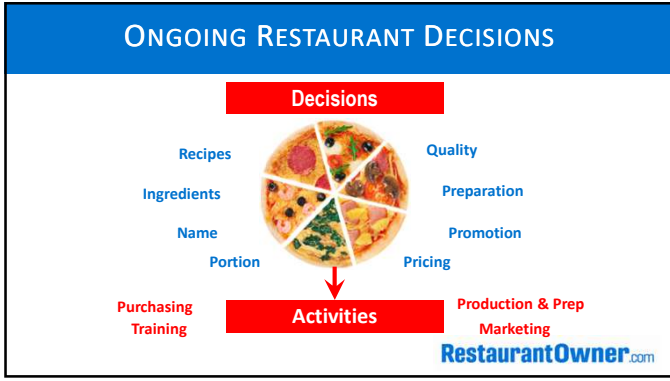 ONGOING RESTAURANT DECISIONS
Decisions
Recipes
Quality
Ingredients
Preparation
Name
Promotion
Portion
Pricing
Purchasing
Training
Activities
Production & Prep
Marketing
RestaurantOwner.com